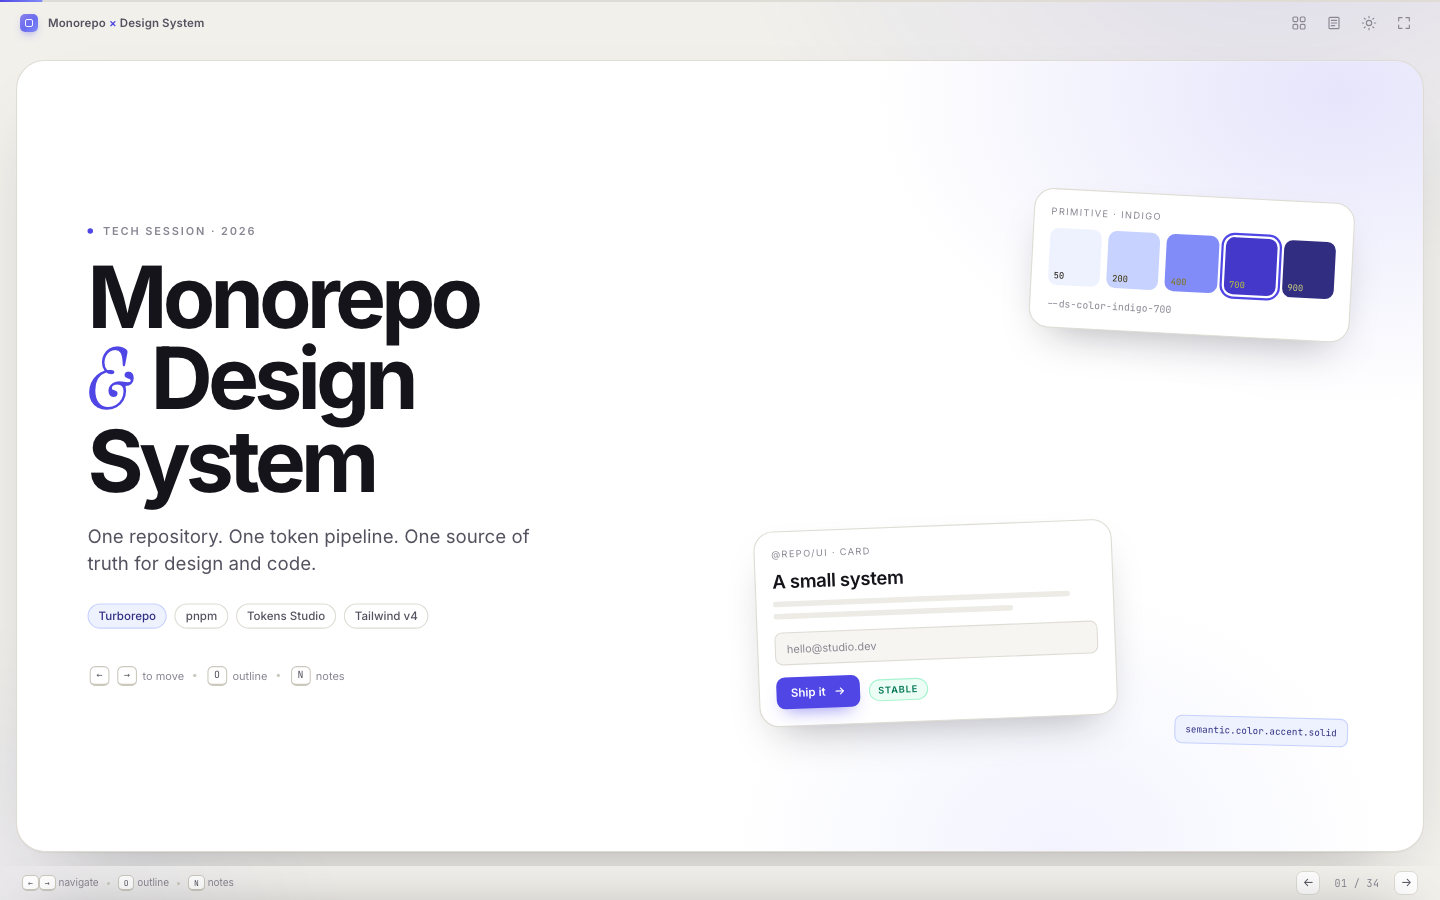 Monorepo × Design System
TECH SESSION · 2026
Monorepo
& Design
System
One repository. One token pipeline. One source of
truth for design and code.
Turborepo
pnpm
Tokens Studio
Tailwind v4
← → to move • O outline • N notes
PRIMITIVE · INDIGO
50
200
400
700
900
--ds-color-indigo-700
@REPO/UI · CARD
A small system
hello@studio.dev
Ship it →
STABLE
semantic.color.accent.solid
← → navigate • O outline • N notes
← 01 / 34 →